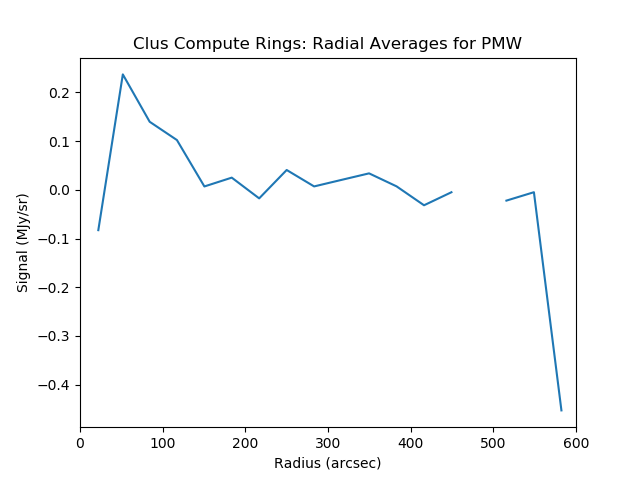 Clus Compute Rings: Radial Averages for PMW
Signal (MJy/sr)
0.2
0.1
0.0
−0.1
−0.2
−0.3
−0.4
0 100 200 300 400 500 600
Radius (arcsec)